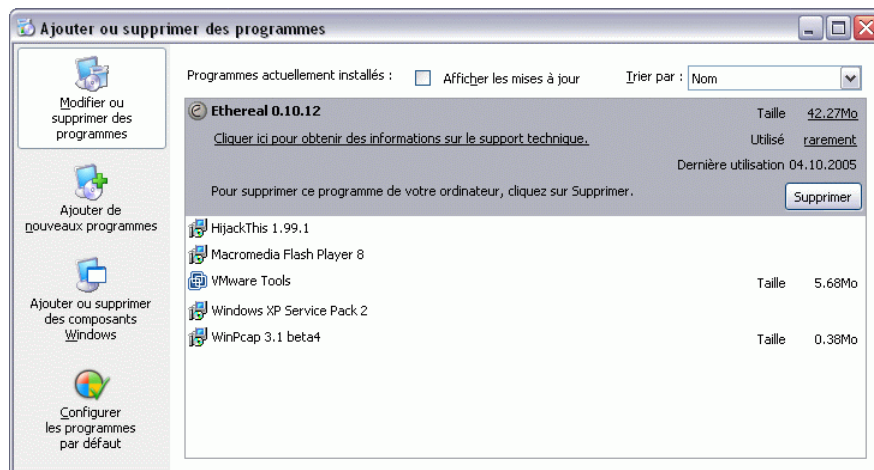 Ajouter ou supprimer des programmes
Modifier ou
supprimer des
programmes
Ajouter de
nouveaux programmes
Ajouter ou supprimer
des composants
Windows
Configurer
les programmes
par défaut
Programmes actuellement installés :
Afficher les mises à jour
Trier par :
Nom
Ethereal 0.10.12
Taille 42.27Mo
Cliquer ici pour obtenir des informations sur le support technique.
Utilisé rarement
Dernière utilisation 04.10.2005
Pour supprimer ce programme de votre ordinateur, cliquez sur Supprimer.
Supprimer
HijackThis 1.99.1
Macromedia Flash Player 8
VMware Tools
Taille 5.68Mo
Windows XP Service Pack 2
WinPcap 3.1 beta4
Taille 0.38Mo